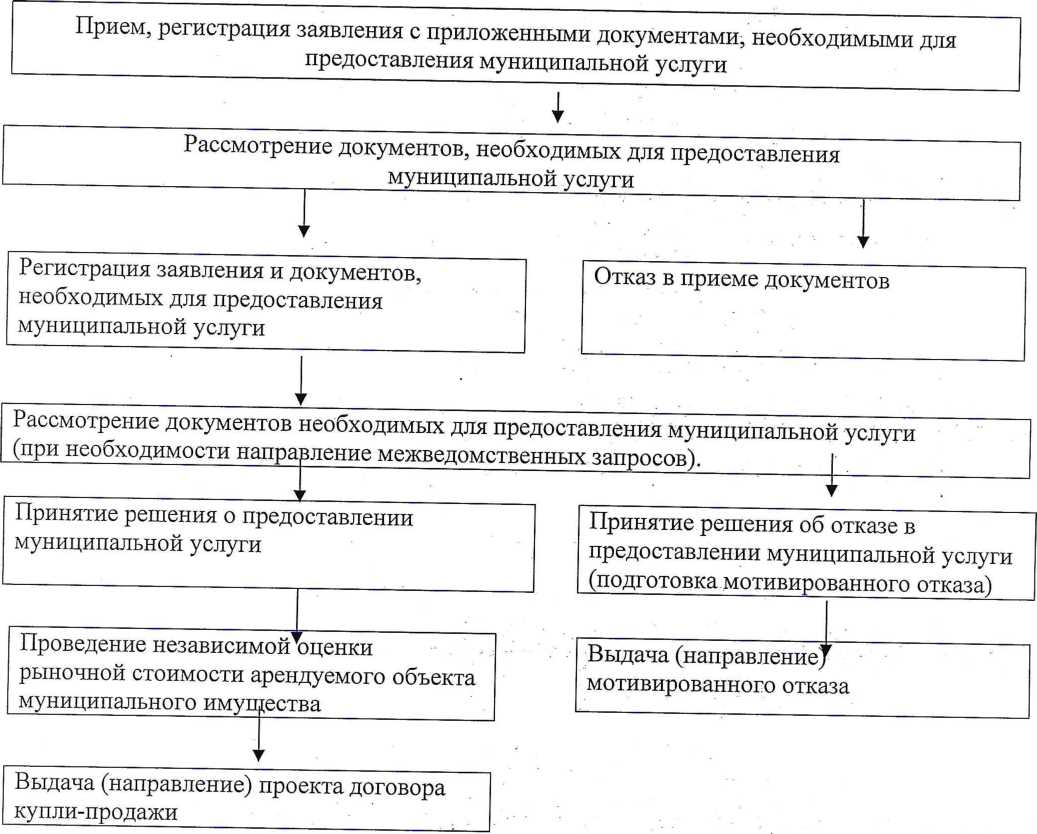 Прием, регистрация заявления с приложенными документами, необходимыми для
предоставления муниципальной услуги
Рассмотрение документов, необходимых для предоставления
муниципальной услуги
Регистрация заявления и документов,
необходимых для предоставления
муниципальной услуги
Отказ в приеме документов
Рассмотрение документов необходимых для предоставления муниципальной услуги
(при необходимости направление межведомственных запросов).
Принятие решения о предоставлении
муниципальной услуги
Принятие решения об отказе в
предоставлении муниципальной услуги
(подготовка мотивированного отказа)
Проведение независимой оценки
рыночной стоимости арендуемого объекта
муниципального имущества
Выдача (направление)
мотивированного отказа
Выдача (направление) проекта договора
купли-продажи